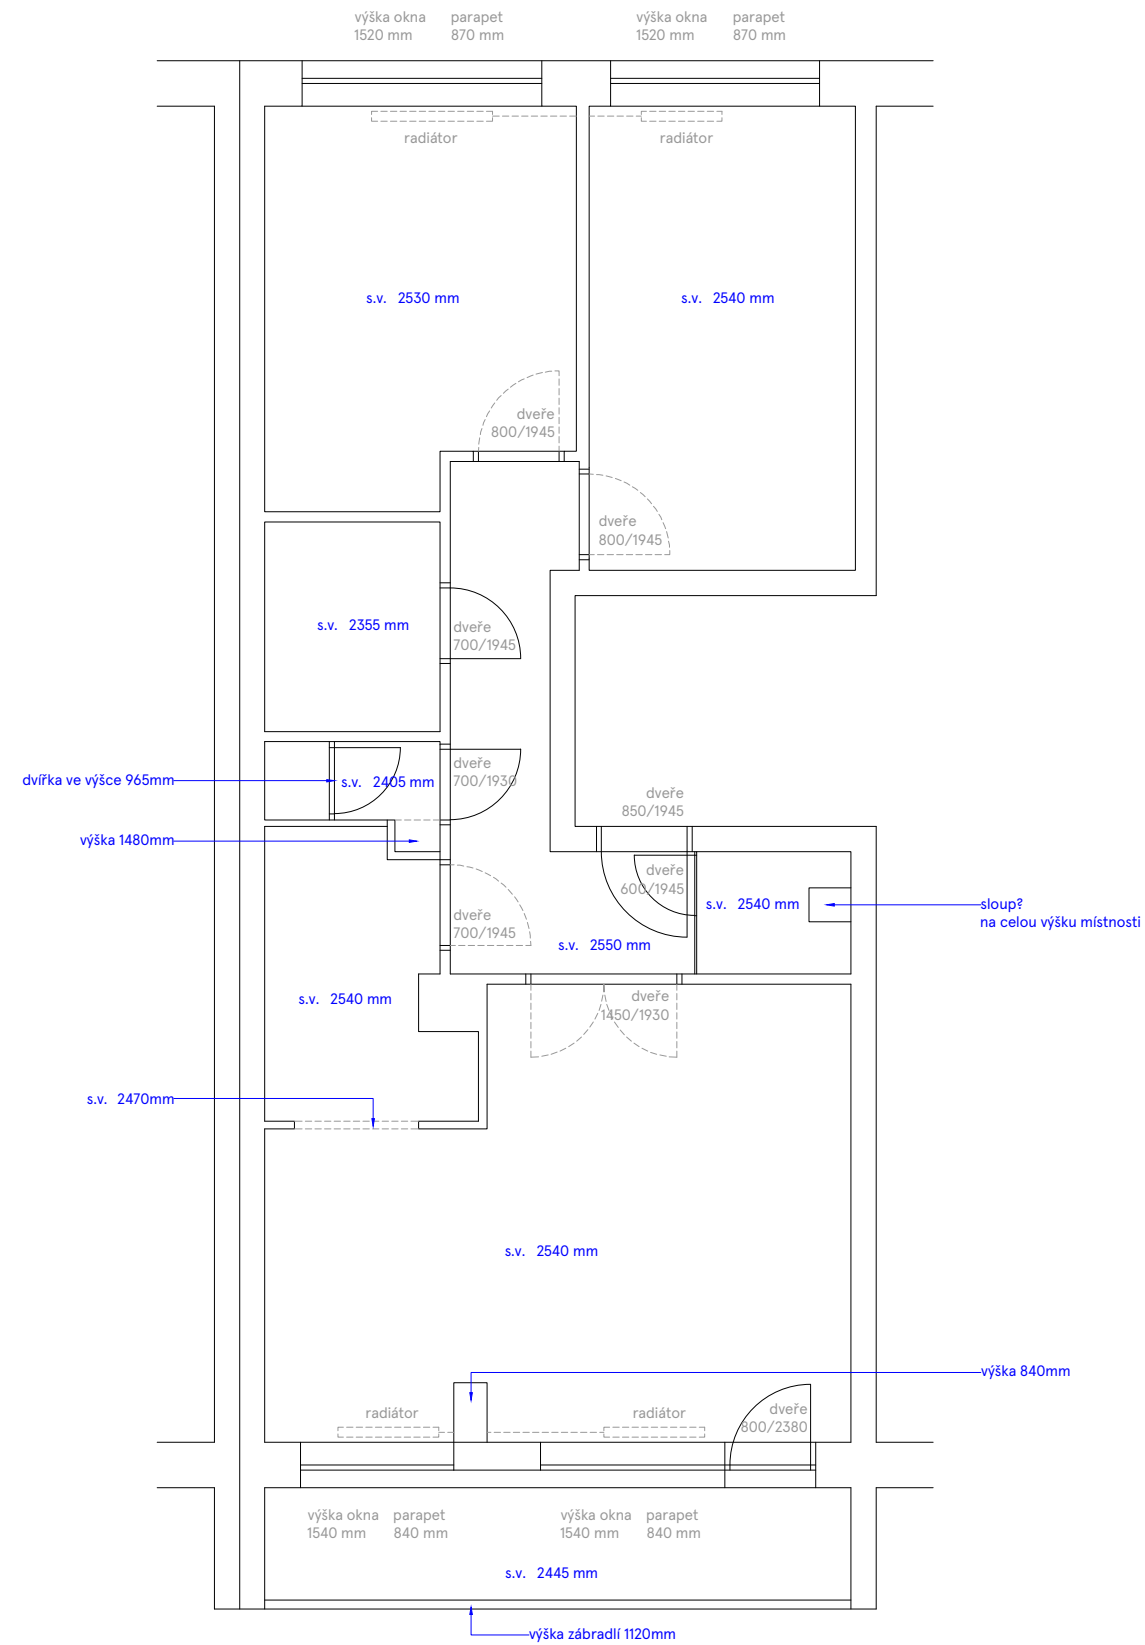 výška okna parapet
1520 mm 870 mm
výška okna parapet
1520 mm 870 mm
radiátor
radiátor
s.v. 2530 mm
s.v. 2540 mm
dveře
800/1945
dveře
800/1945
s.v. 2355 mm
dveře
700/1945
dvířka ve výšce 965mm
s.v. 2405 mm
dveře
700/1930
dveře
850/1945
výška 1480mm
dveře
600/1945
s.v. 2540 mm
sloup?
na celou výšku místnosti
dveře
700/1945
s.v. 2550 mm
s.v. 2540 mm
dveře
1450/1930
s.v. 2470mm
s.v. 2540 mm
výška 840mm
radiátor
radiátor
dveře
800/2380
výška okna parapet
1540 mm 840 mm
výška okna parapet
1540 mm 840 mm
s.v. 2445 mm
výška zábradlí 1120mm